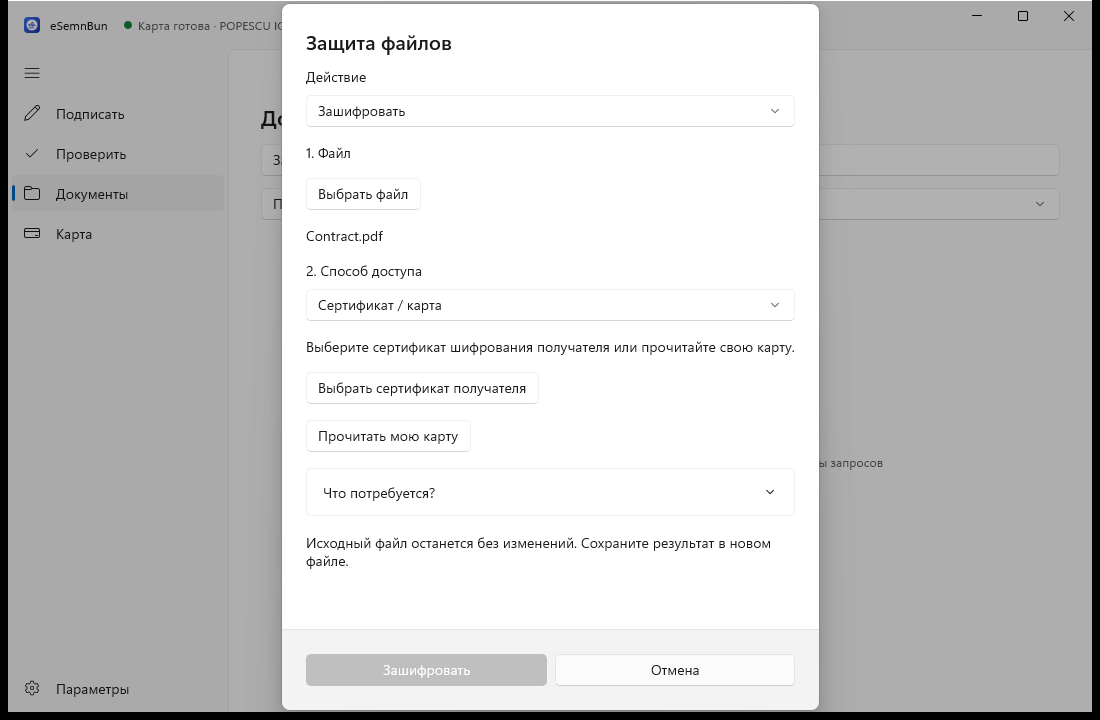 eSemnBun
Карта готова · POPESCU
Подписать
Проверить
Документы
Карта
Параметры
Защита файлов
Действие
Зашифровать
1. Файл
Выбрать файл
Contract.pdf
2. Способ доступа
Сертификат / карта
Выберите сертификат шифрования получателя или прочитайте свою карту.
Выбрать сертификат получателя
Прочитать мою карту
Что потребуется?
Исходный файл останется без изменений. Сохраните результат в новом
файле.
Зашифровать
Отмена
запросов